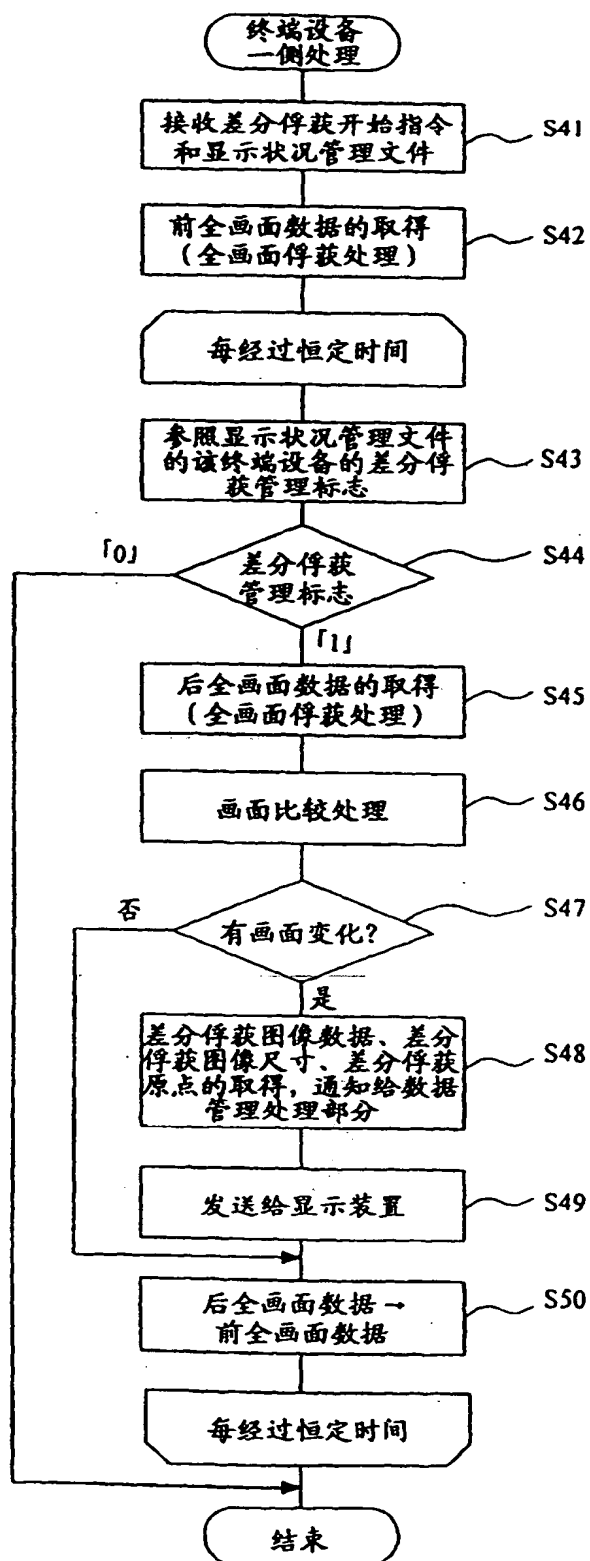 终端设备
一侧处理
接收差分俘获开始指令
和显示状况管理文件
S41
前全画面数据的取得
(全画面俘获处理)
S42
每经过恒定时间
参照显示状况管理文件
的该终端设备的差分俘
获管理标志
S43
差分俘获
管理标志
S44
「0」
「1」
后全画面数据的取得
(全画面俘获处理)
S45
画面比较处理
S46
有画面变化?
S47
否
是
差分俘获图像数据、差分
俘获图像尺寸、差分俘获
原点的取得,通知给数据
管理处理部分
S48
发送给显示装置
S49
后全画面数据→
前全画面数据
S50
每经过恒定时间
结束